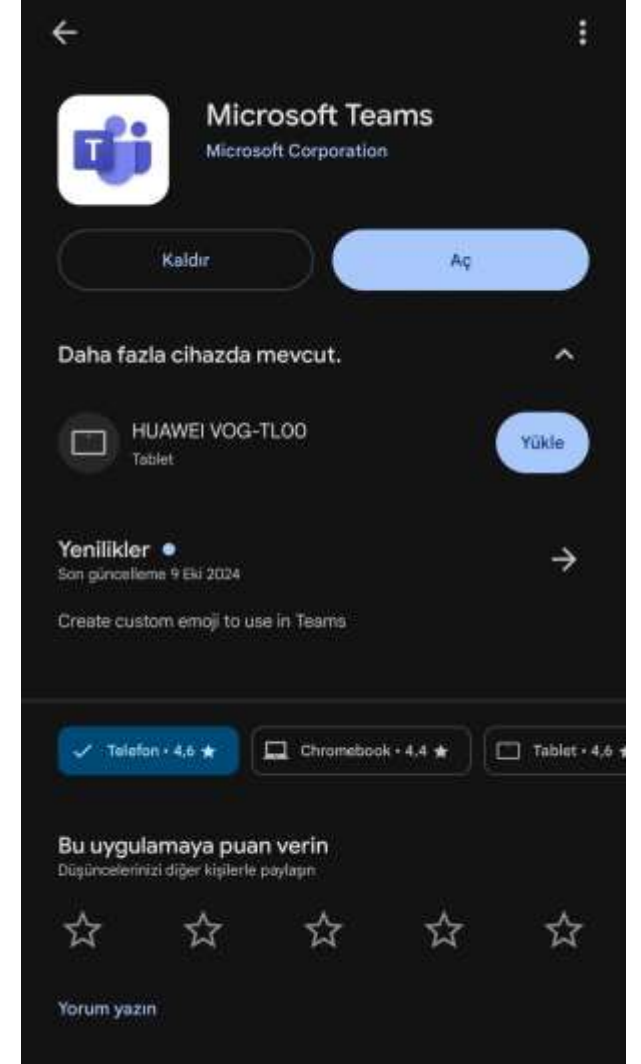 Microsoft Teams
Microsoft Corporation
T
Kaldır
Aç
Daha fazla cihazda mevcut.
HUAWEI VOG-TL00
Tablet
Yükle
Yenilikler
Son güncelleme 9 Eki 2024
Create custom emoji to use in Teams
Telefon • 4,6 ★
Chromebook • 4,4 ★
Tablet • 4,6 ★
Bu uygulamaya puan verin
Düşüncelerinizi diğer kişilerle paylaşın
Yorum yazın